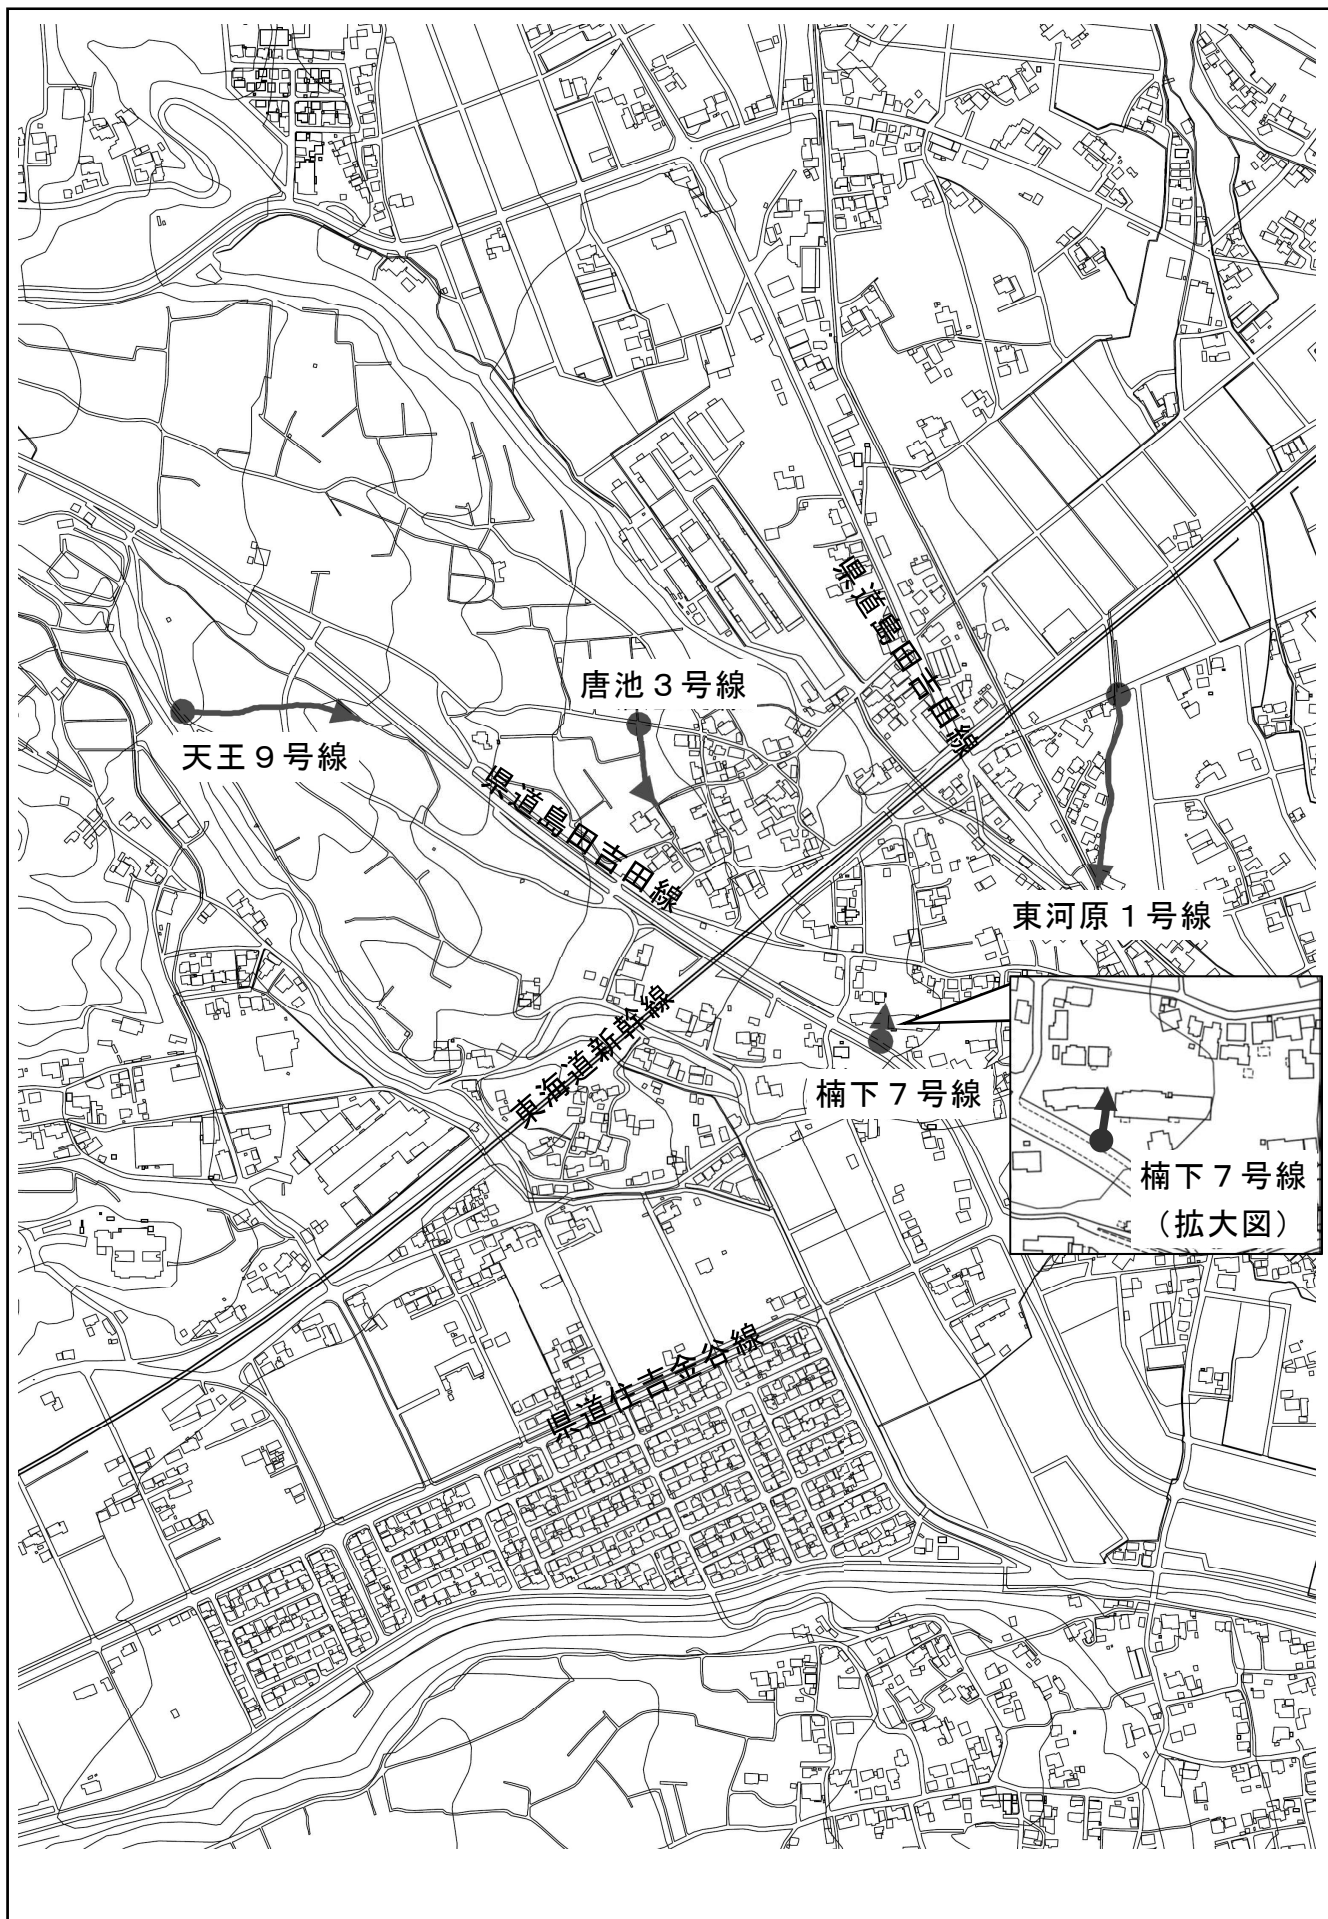 県道島田吉田線
唐池３号線
天王９号線
県道島田吉田線
東河原１号線
東海道新幹線
楠下７号線
楠下７号線
（拡大図）
県道住吉金谷線